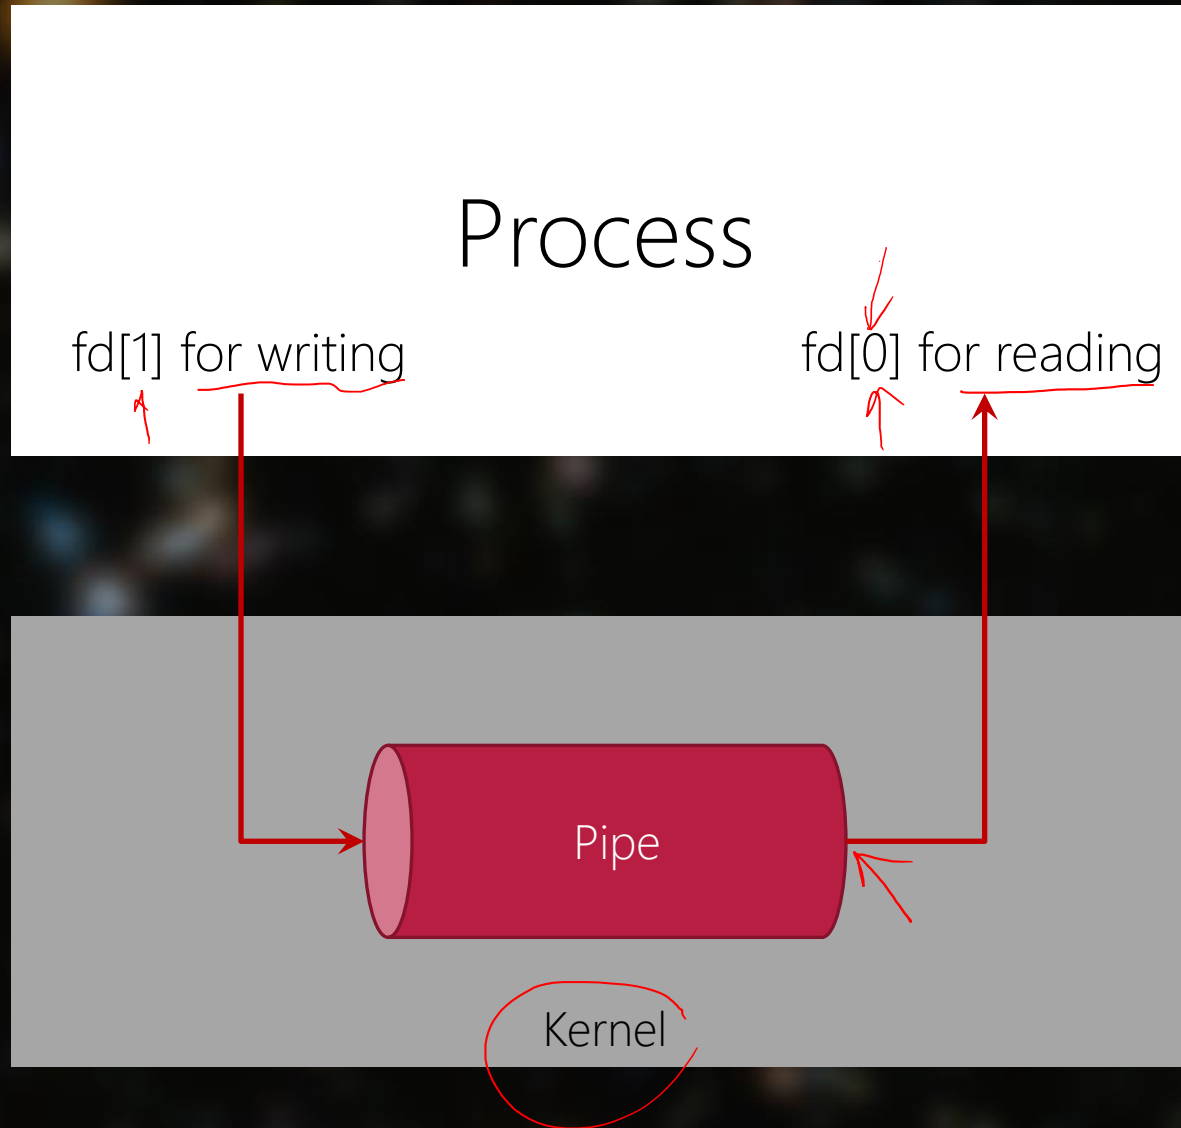 Process
fd[1] for writing
fd[0] for reading
Pipe
Kernel